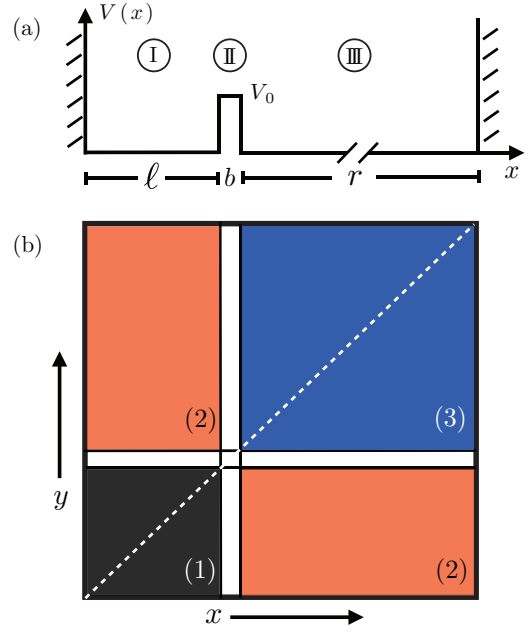 (a)
V(x)
I II III
V₀
x
ℓ b r
(b)
(2)
(3)
y
(1)
(2)
x